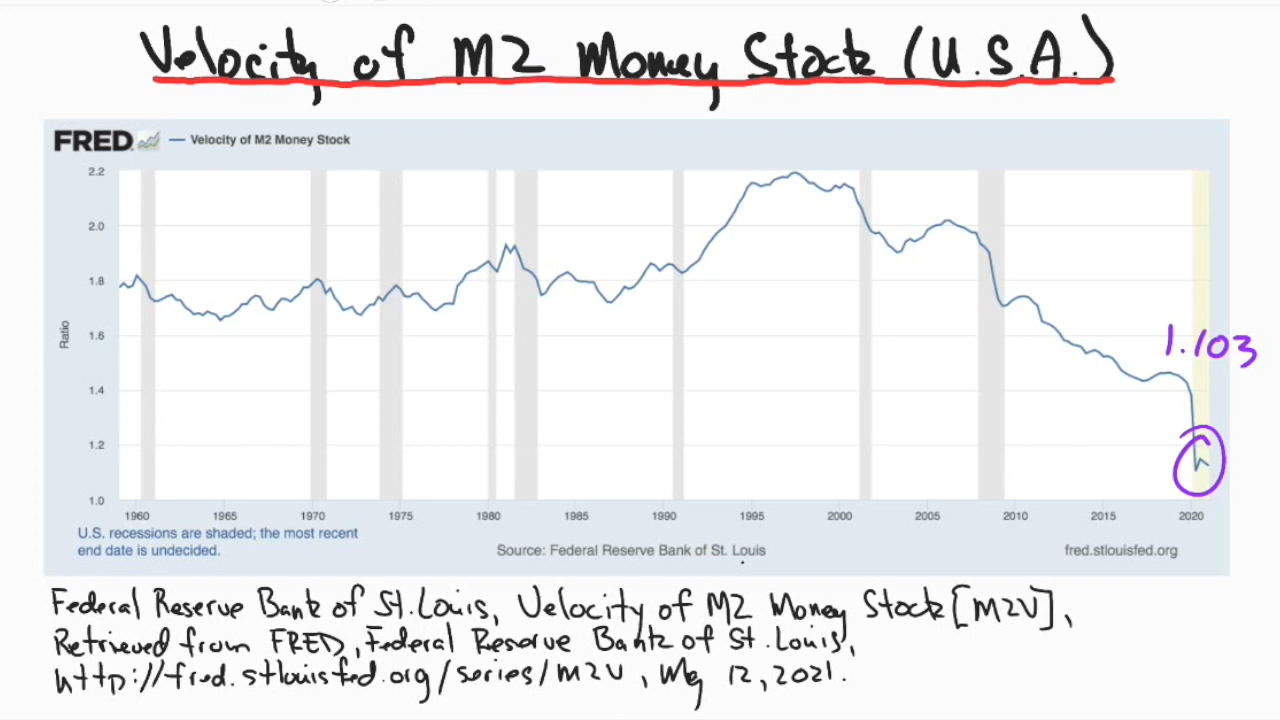 Velocity of M2 Money Stock (U.S.A.)
FRED — Velocity of M2 Money Stock
2.2
2.0
1.8
1.6
1.4
1.2
1.0
Ratio
1.103
1960 1965 1970 1975 1980 1985 1990 1995 2000 2005 2010 2015 2020
U.S. recessions are shaded; the most recent
end date is undecided.
Source: Federal Reserve Bank of St. Louis
fred.stlouisfed.org
Federal Reserve Bank of St. Louis, Velocity of M2 Money Stock [M2V],
Retrieved from FRED, Federal Reserve Bank of St. Louis,
http://fred.stlouisfed.org/series/M2V, May 12, 2021.